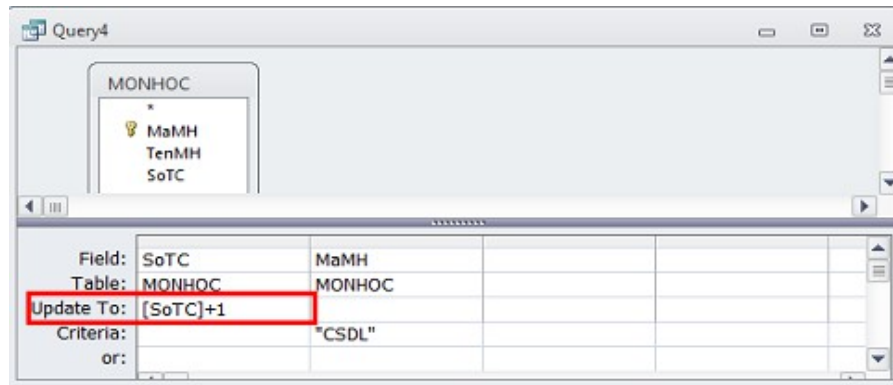 Query4
MONHOC
*
MaMH
TenMH
SoTC
Field: SoTC MaMH
Table: MONHOC MONHOC
Update To: [SoTC]+1
Criteria: "CSDL"
or: